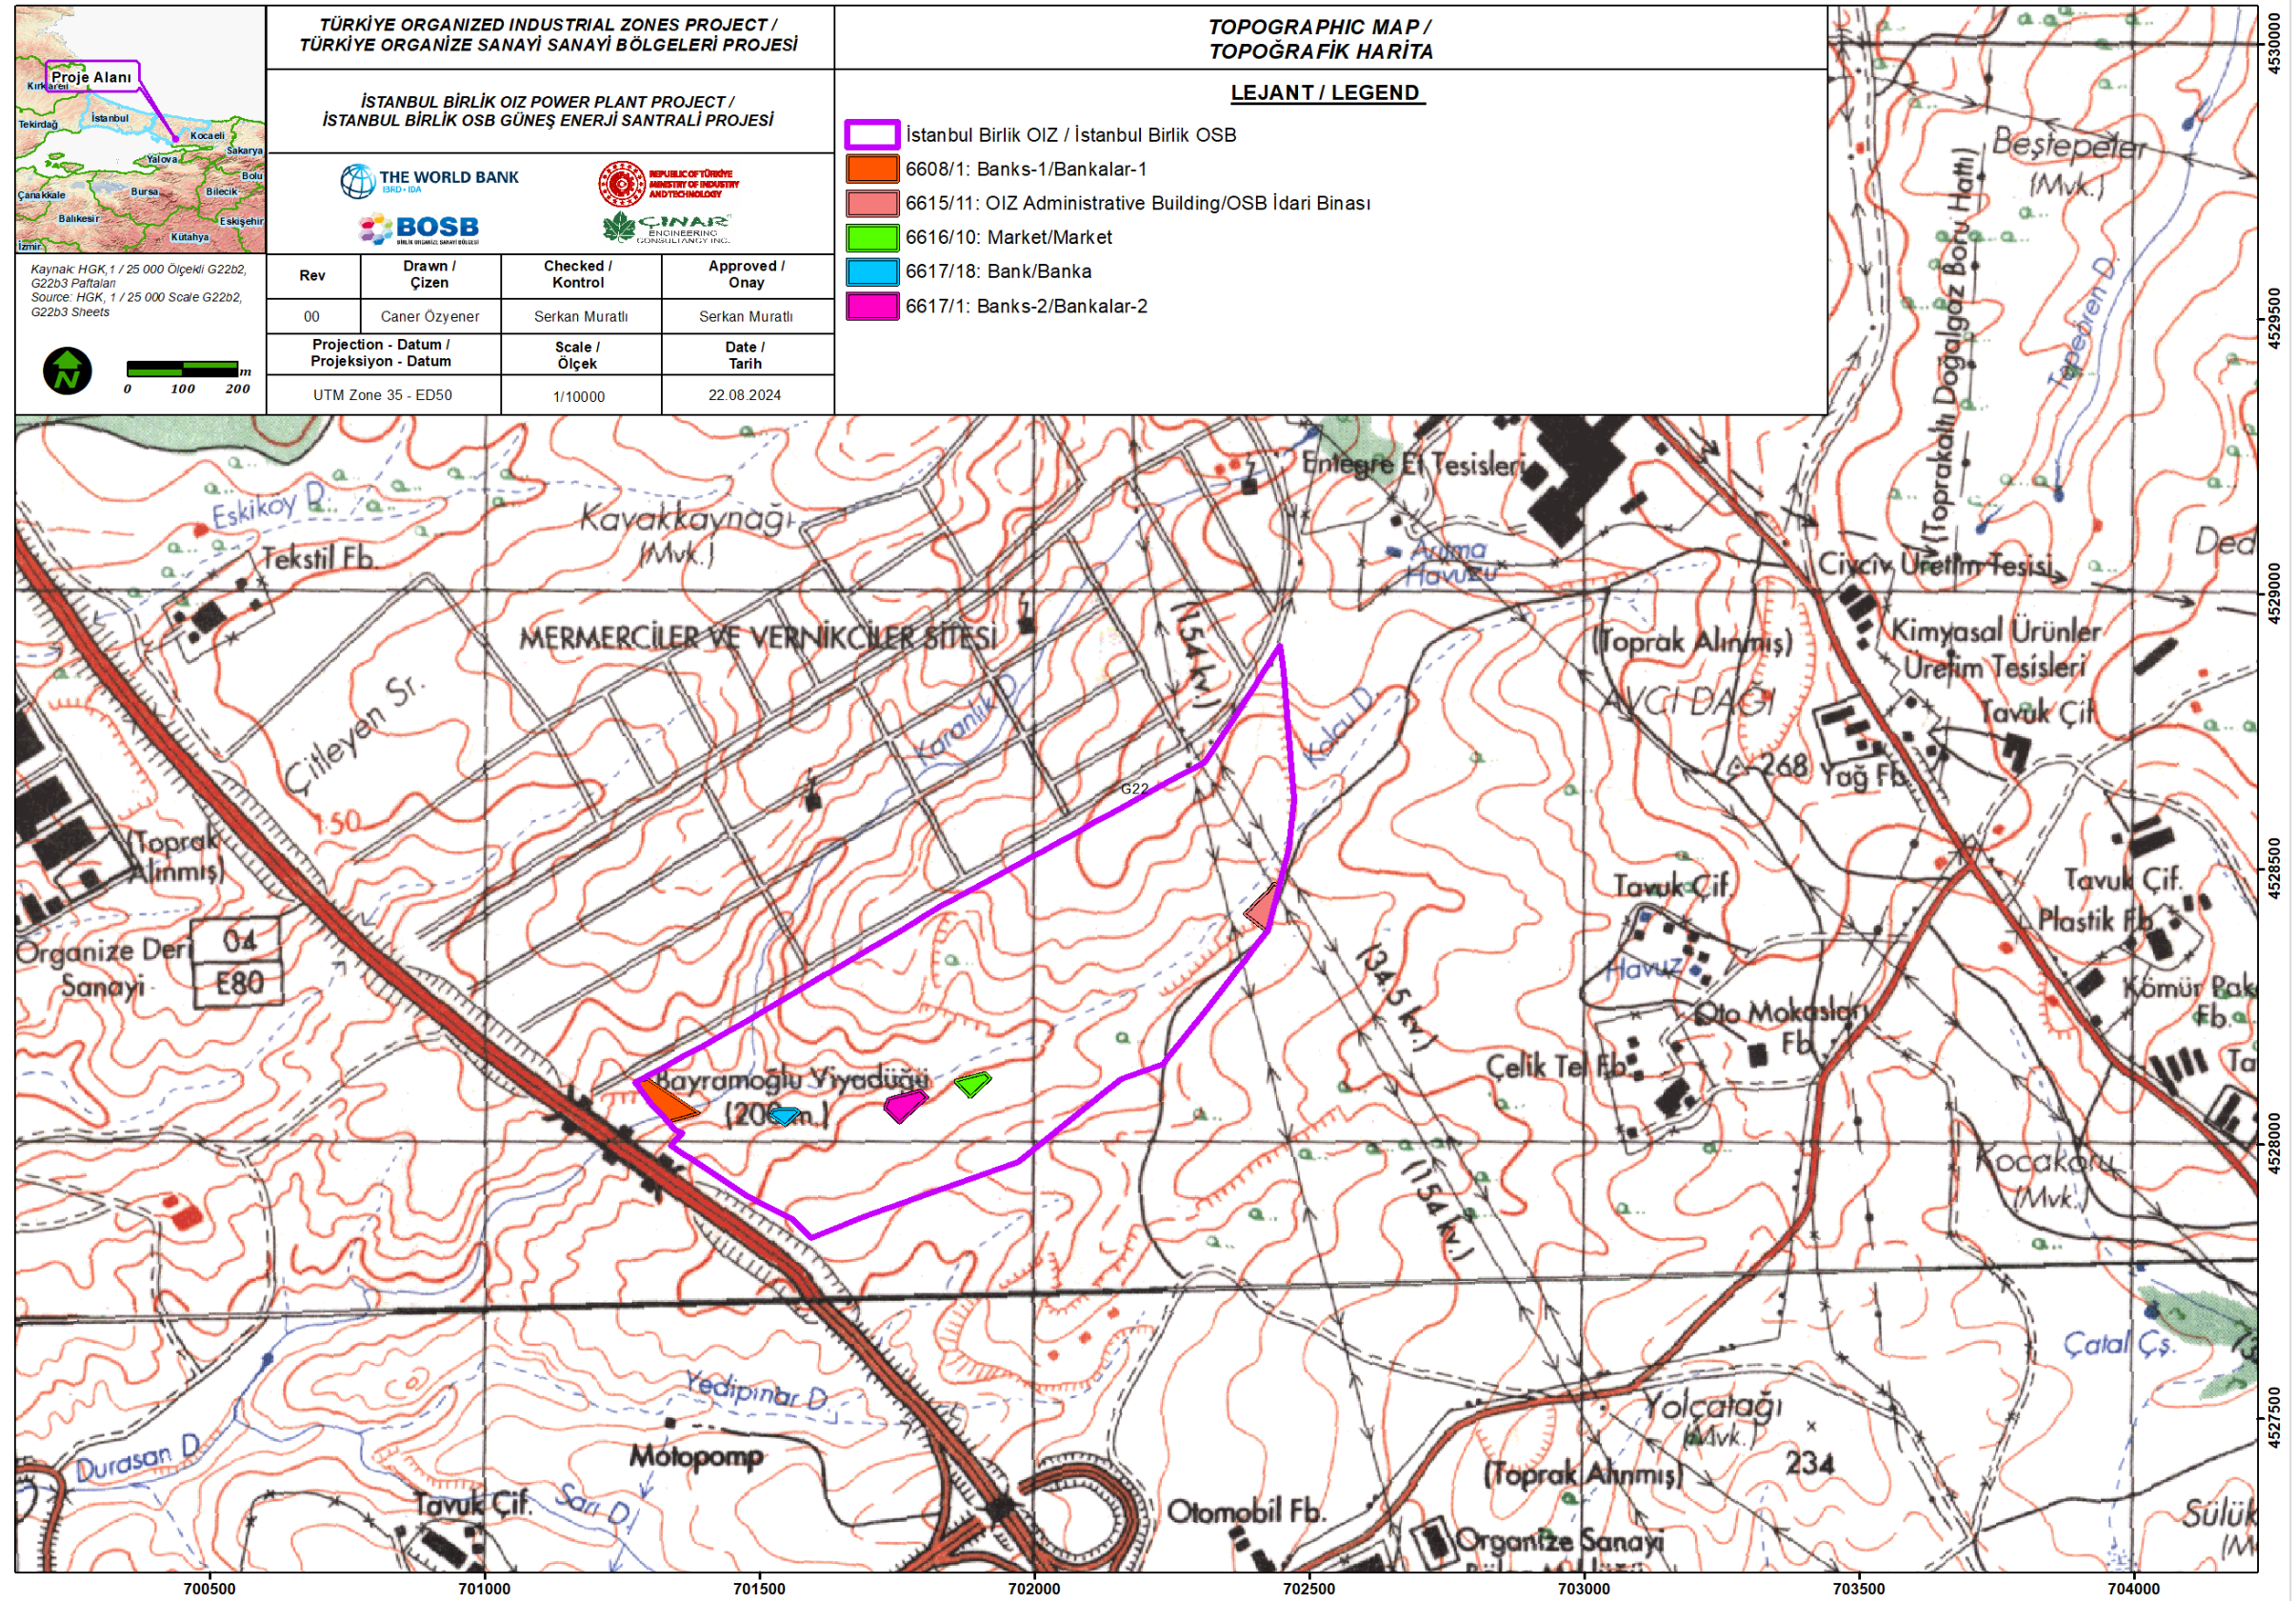 Proje Alanı
Kırklareli
Tekirdağ
İstanbul
Kocaeli
Sakarya
Yalova
Bolu
Çanakkale
Bursa
Bilecik
Balıkesir
Eskişehir
Kütahya
İzmir
Kaynak: HGK,1 / 25 000 Ölçekli G22b2,
G22b3 Paftaları
Source: HGK, 1 / 25 000 Scale G22b2,
G22b3 Sheets
N
m
0 100 200
TÜRKİYE ORGANIZED INDUSTRIAL ZONES PROJECT /
TÜRKİYE ORGANİZE SANAYİ SANAYİ BÖLGELERİ PROJESİ
İSTANBUL BİRLİK OIZ POWER PLANT PROJECT /
İSTANBUL BİRLİK OSB GÜNEŞ ENERJİ SANTRALİ PROJESİ
THE WORLD BANK
IBRD • IDA
REPUBLIC OF TÜRKİYE
MINISTRY OF INDUSTRY
AND TECHNOLOGY
BOSB
BİRLİK ORGANİZE SANAYİ BÖLGESİ
ÇINAR
ENGINEERING
CONSULTANCY INC.
Rev
Drawn /
Çizen
Checked /
Kontrol
Approved /
Onay
00
Caner Özyener
Serkan Muratlı
Serkan Muratlı
Projection - Datum /
Projeksiyon - Datum
Scale /
Ölçek
Date /
Tarih
UTM Zone 35 - ED50
1/10000
22.08.2024
TOPOGRAPHIC MAP /
TOPOĞRAFİK HARİTA
LEJANT / LEGEND
İstanbul Birlik OIZ / İstanbul Birlik OSB
6608/1: Banks-1/Bankalar-1
6615/11: OIZ Administrative Building/OSB İdari Binası
6616/10: Market/Market
6617/18: Bank/Banka
6617/1: Banks-2/Bankalar-2
Beştepeler
(Mvk.)
(Toprakaltı Doğalgaz Boru Hattı)
Tepeören D.
Entegre Et Tesisleri
Eskiköy D.
Kavakkaynağı
(Mvk.)
Tekstil Fb.
Arıtma
Havuzu
Civciv Üretim Tesisi
Ded
MERMERCİLER VE VERNİKCİLER SİTESİ
(154 kv.)
(Toprak Alınmış)
Kimyasal Ürünler
Üretim Tesisleri
AVCI DAĞI
Tavuk Çif.
Çitleyen Sr.
Karanlık D.
Kolcu D.
268
Yağ Fb.
G22
150
(Toprak
Alınmış)
Tavuk Çif.
Tavuk Çif.
Plastik Fb.
Organize Deri
Sanayi
04
E80
(34.5 kv.)
Havuz
Kömür Pak
Fb.
Oto Makasları
Fb.
Çelik Tel Fb.
Ta
Bayramoğlu Viyadüğü
(200 m.)
(154 kv.)
Kocakoru
(Mvk.)
Çatal Çş.
Yedipınar D.
Yolçatağı
(Mvk.)
Motopomp
Durasan D.
(Toprak Alınmış)
234
Tavuk Çif.
Sarı D.
Otomobil Fb.
Organize Sanayi
Sülük
(M
4530000
4529500
4529000
4528500
4528000
4527500
700500 701000 701500 702000 702500 703000 703500 704000